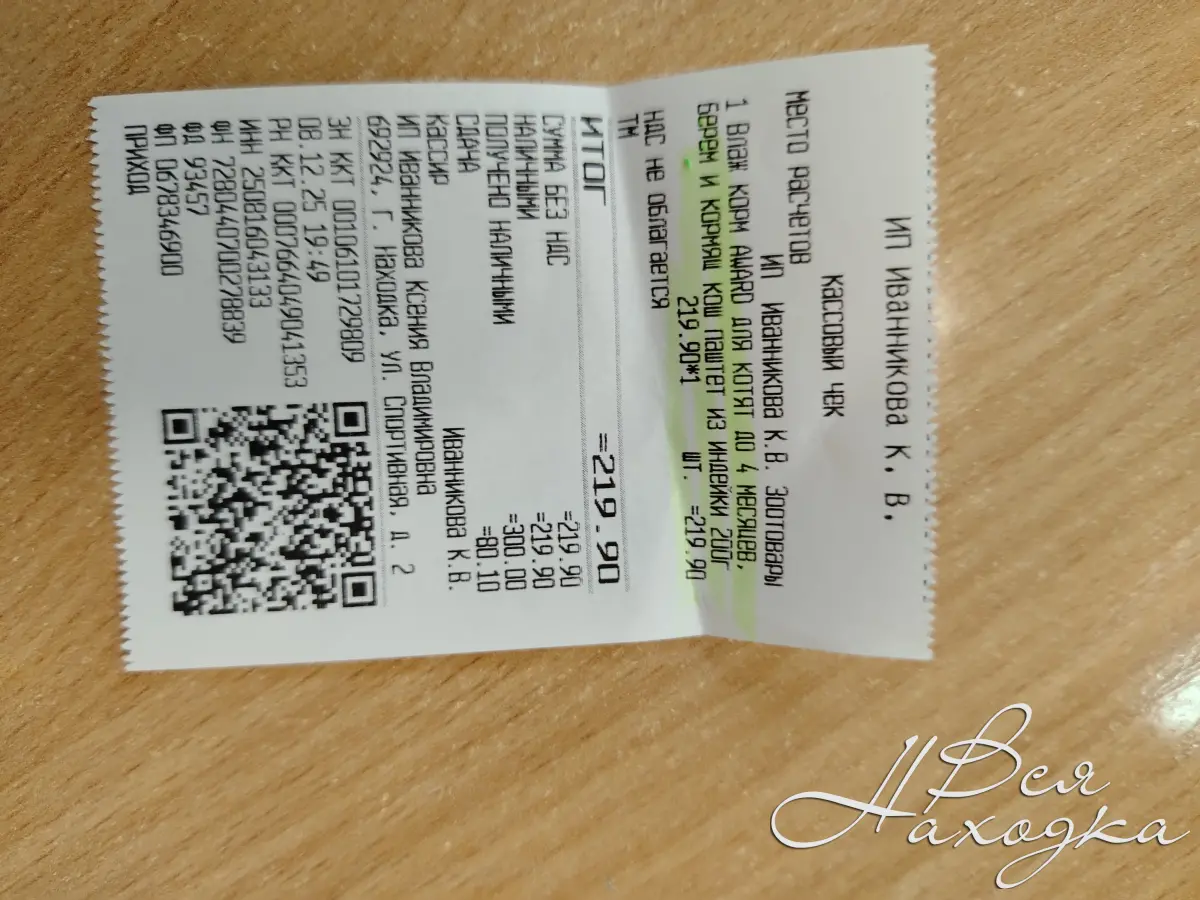 ИП ИВАННИКОВА К. В.
КАССОВЫЙ ЧЕК
МЕСТО РАСЧЕТОВ
ИП ИВАННИКОВА К.В. ЗООТОВАРЫ
1 ВЛАЖ КОРМ AWARD ДЛЯ КОТЯТ ДО 4 МЕСЯЦЕВ,
БЕРЕМ И КОРМЯЩ КОШ ПАШТЕТ ИЗ ИНДЕЙКИ 200Г
219.90*1 ШТ. =219.90
НДС НЕ ОБЛАГАЕТСЯ
ТМ
ИТОГ =219.90
СУММА БЕЗ НДС =219.90
НАЛИЧНЫМИ =219.90
ПОЛУЧЕНО НАЛИЧНЫМИ =300.00
СДАЧА =80.10
КАССИР ИВАННИКОВА К.В.
ИП ИВАННИКОВА КСЕНИЯ ВЛАДИМИРОВНА
692924, Г. НАХОДКА, УЛ. СПОРТИВНАЯ, Д. 2
ЗН ККТ 00106101729809
08.12.25 19:49
РН ККТ 0007664049041353
ИНН 250816043133
ФН 7280440700278839
ФД 93457
ФП 0678346900
ПРИХОД
Вся
Находка